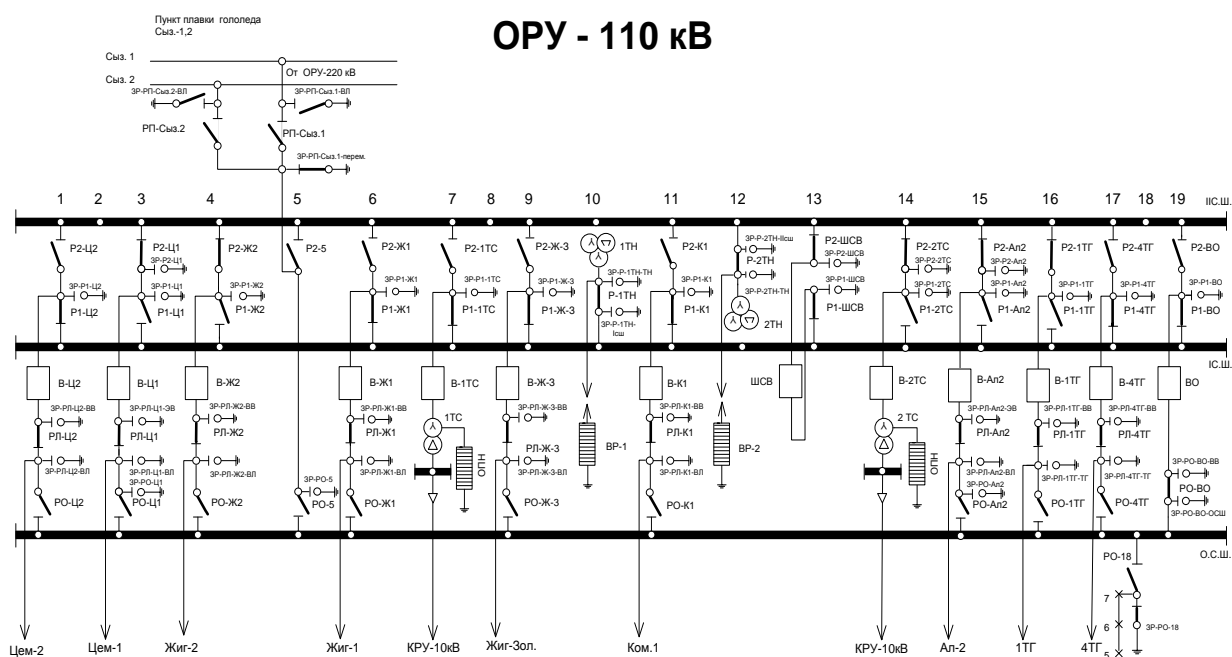 Пункт плавки гололеда
Сыз.-1,2
ОРУ - 110 кВ
Сыз. 1
От ОРУ-220 кВ
Сыз. 2
ЗР-РП-Сыз.2-ВЛ
ЗР-РП-Сыз.1-ВЛ
РП-Сыз.2
РП-Сыз.1
ЗР-РП-Сыз.1-перем.
1 2 3 4 5 6 7 8 9 10 11 12 13 14 15 16 17 18 19
IIС.Ш.
Р2-Ц2
Р2-Ц1
ЗР-Р2-Ц1
Р2-Ж2
Р2-5
Р2-Ж1
Р2-1ТС
Р2-Ж-3
1ТН
Р2-К1
ЗР-Р-2ТН-IIсш
Р-2ТН
Р2-ШСВ
ЗР-Р2-ШСВ
Р2-2ТС
ЗР-Р2-2ТС
Р2-Ал2
ЗР-Р2-Ал2
Р2-1ТГ
Р2-4ТГ
Р2-ВО
ЗР-Р1-Ц2
Р1-Ц2
ЗР-Р1-Ц1
Р1-Ц1
ЗР-Р1-Ж2
Р1-Ж2
ЗР-Р1-Ж1
Р1-Ж1
ЗР-Р1-1ТС
Р1-1ТС
ЗР-Р1-Ж-3
Р1-Ж-3
ЗР-Р-1ТН-ТН
Р-1ТН
ЗР-Р-1ТН-
Iсш
ЗР-Р1-К1
Р1-К1
ЗР-Р-2ТН-ТН
2ТН
ЗР-Р1-ШСВ
Р1-ШСВ
ЗР-Р1-2ТС
Р1-2ТС
ЗР-Р1-Ал2
Р1-Ал2
ЗР-Р1-1ТГ
Р1-1ТГ
ЗР-Р1-4ТГ
Р1-4ТГ
ЗР-Р1-ВО
Р1-ВО
IС.Ш.
В-Ц2
В-Ц1
В-Ж2
В-Ж1
В-1ТС
В-Ж-3
В-К1
ШСВ
В-2ТС
В-Ал2
В-1ТГ
В-4ТГ
ВО
ЗР-РЛ-Ц2-ВВ
РЛ-Ц2
ЗР-РЛ-Ц2-ВЛ
РО-Ц2
ЗР-РЛ-Ц1-ЭВ
РЛ-Ц1
ЗР-РЛ-Ц1-ВЛ
ЗР-РО-Ц1
РО-Ц1
ЗР-РЛ-Ж2-ВВ
РЛ-Ж2
ЗР-РЛ-Ж2-ВЛ
РО-Ж2
ЗР-РО-5
РО-5
ЗР-РЛ-Ж1-ВВ
РЛ-Ж1
ЗР-РЛ-Ж1-ВЛ
РО-Ж1
1ТС
ОПН
ЗР-РЛ-Ж-3-ВВ
РЛ-Ж-3
ЗР-РЛ-Ж-3-ВЛ
РО-Ж-3
ВР-1
ЗР-РЛ-К1-ВВ
РЛ-К1
ЗР-РЛ-К1-ВЛ
РО-К1
ВР-2
2 ТС
ОПН
ЗР-РЛ-Ал2-ЭВ
РЛ-Ал2
ЗР-РЛ-Ал2-ВЛ
ЗР-РО-Ал2
РО-Ал2
ЗР-РЛ-1ТГ-ВВ
РЛ-1ТГ
ЗР-РЛ-1ТГ-ТГ
РО-1ТГ
ЗР-РЛ-4ТГ-ВВ
РЛ-4ТГ
ЗР-РЛ-4ТГ-ТГ
РО-4ТГ
ЗР-РО-ВО-ВВ
РО-ВО
ЗР-РО-ВО-ОСШ
О.С.Ш.
РО-18
7
6
ЗР-РО-18
5
Цем-2
Цем-1
Жиг-2
Жиг-1
КРУ-10кВ
Жиг-3ол.
Ком.1
КРУ-10кВ
Ал-2
1ТГ
4ТГ